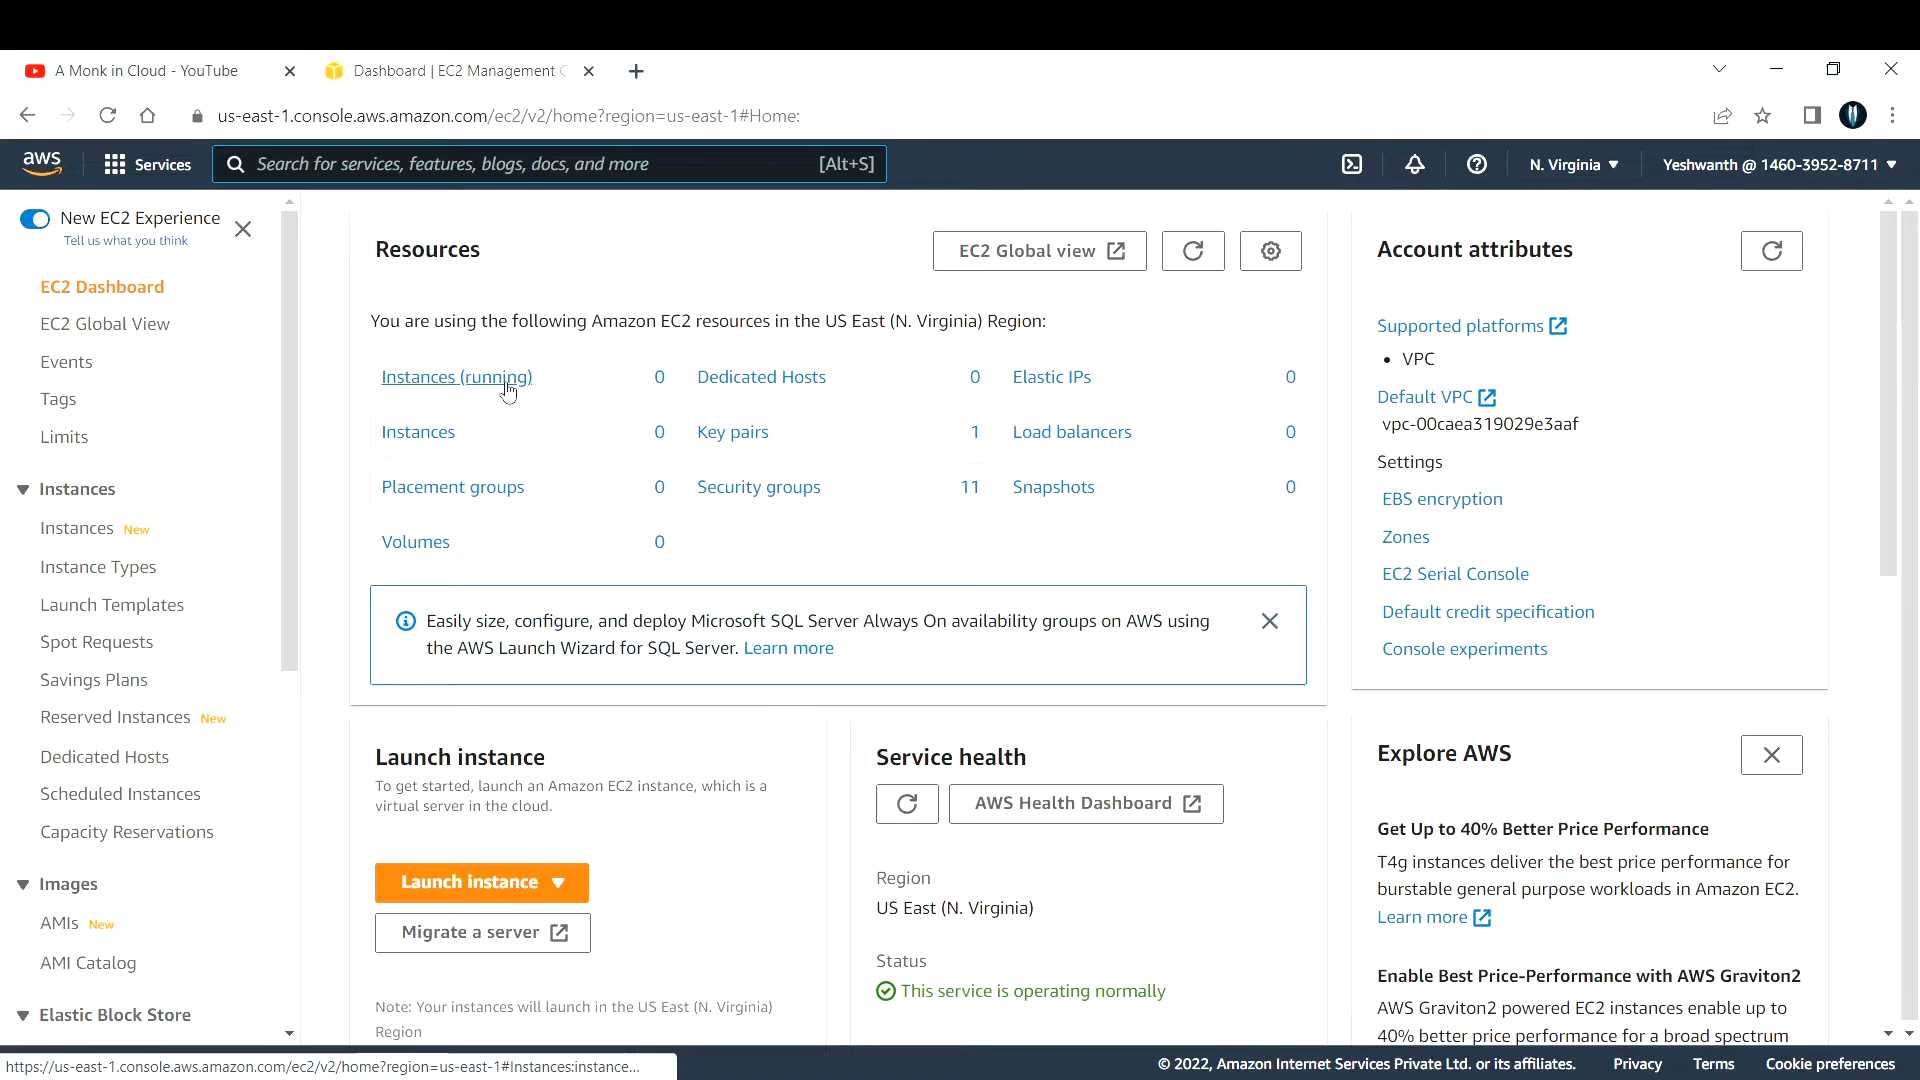 A Monk in Cloud - YouTube
Dashboard | EC2 Management C
us-east-1.console.aws.amazon.com/ec2/v2/home?region=us-east-1#Home:
aws
Services
Search for services, features, blogs, docs, and more
[Alt+S]
N. Virginia
Yeshwanth @ 1460-3952-8711
New EC2 Experience
Tell us what you think
EC2 Dashboard
EC2 Global View
Events
Tags
Limits
Instances
Instances New
Instance Types
Launch Templates
Spot Requests
Savings Plans
Reserved Instances New
Dedicated Hosts
Scheduled Instances
Capacity Reservations
Images
AMIs New
AMI Catalog
Elastic Block Store
Resources
EC2 Global view
You are using the following Amazon EC2 resources in the US East (N. Virginia) Region:
Instances (running) 0
Dedicated Hosts 0
Elastic IPs 0
Instances 0
Key pairs 1
Load balancers 0
Placement groups 0
Security groups 11
Snapshots 0
Volumes 0
Easily size, configure, and deploy Microsoft SQL Server Always On availability groups on AWS using
the AWS Launch Wizard for SQL Server. Learn more
Launch instance
To get started, launch an Amazon EC2 instance, which is a
virtual server in the cloud.
Launch instance
Migrate a server
Note: Your instances will launch in the US East (N. Virginia)
Region
Service health
AWS Health Dashboard
Region
US East (N. Virginia)
Status
This service is operating normally
Account attributes
Supported platforms
• VPC
Default VPC
vpc-00caea319029e3aaf
Settings
EBS encryption
Zones
EC2 Serial Console
Default credit specification
Console experiments
Explore AWS
Get Up to 40% Better Price Performance
T4g instances deliver the best price performance for
burstable general purpose workloads in Amazon EC2.
Learn more
Enable Best Price-Performance with AWS Graviton2
AWS Graviton2 powered EC2 instances enable up to
40% better price performance for a broad spectrum
https://us-east-1.console.aws.amazon.com/ec2/v2/home?region=us-east-1#Instances:instance...
© 2022, Amazon Internet Services Private Ltd. or its affiliates.
Privacy
Terms
Cookie preferences